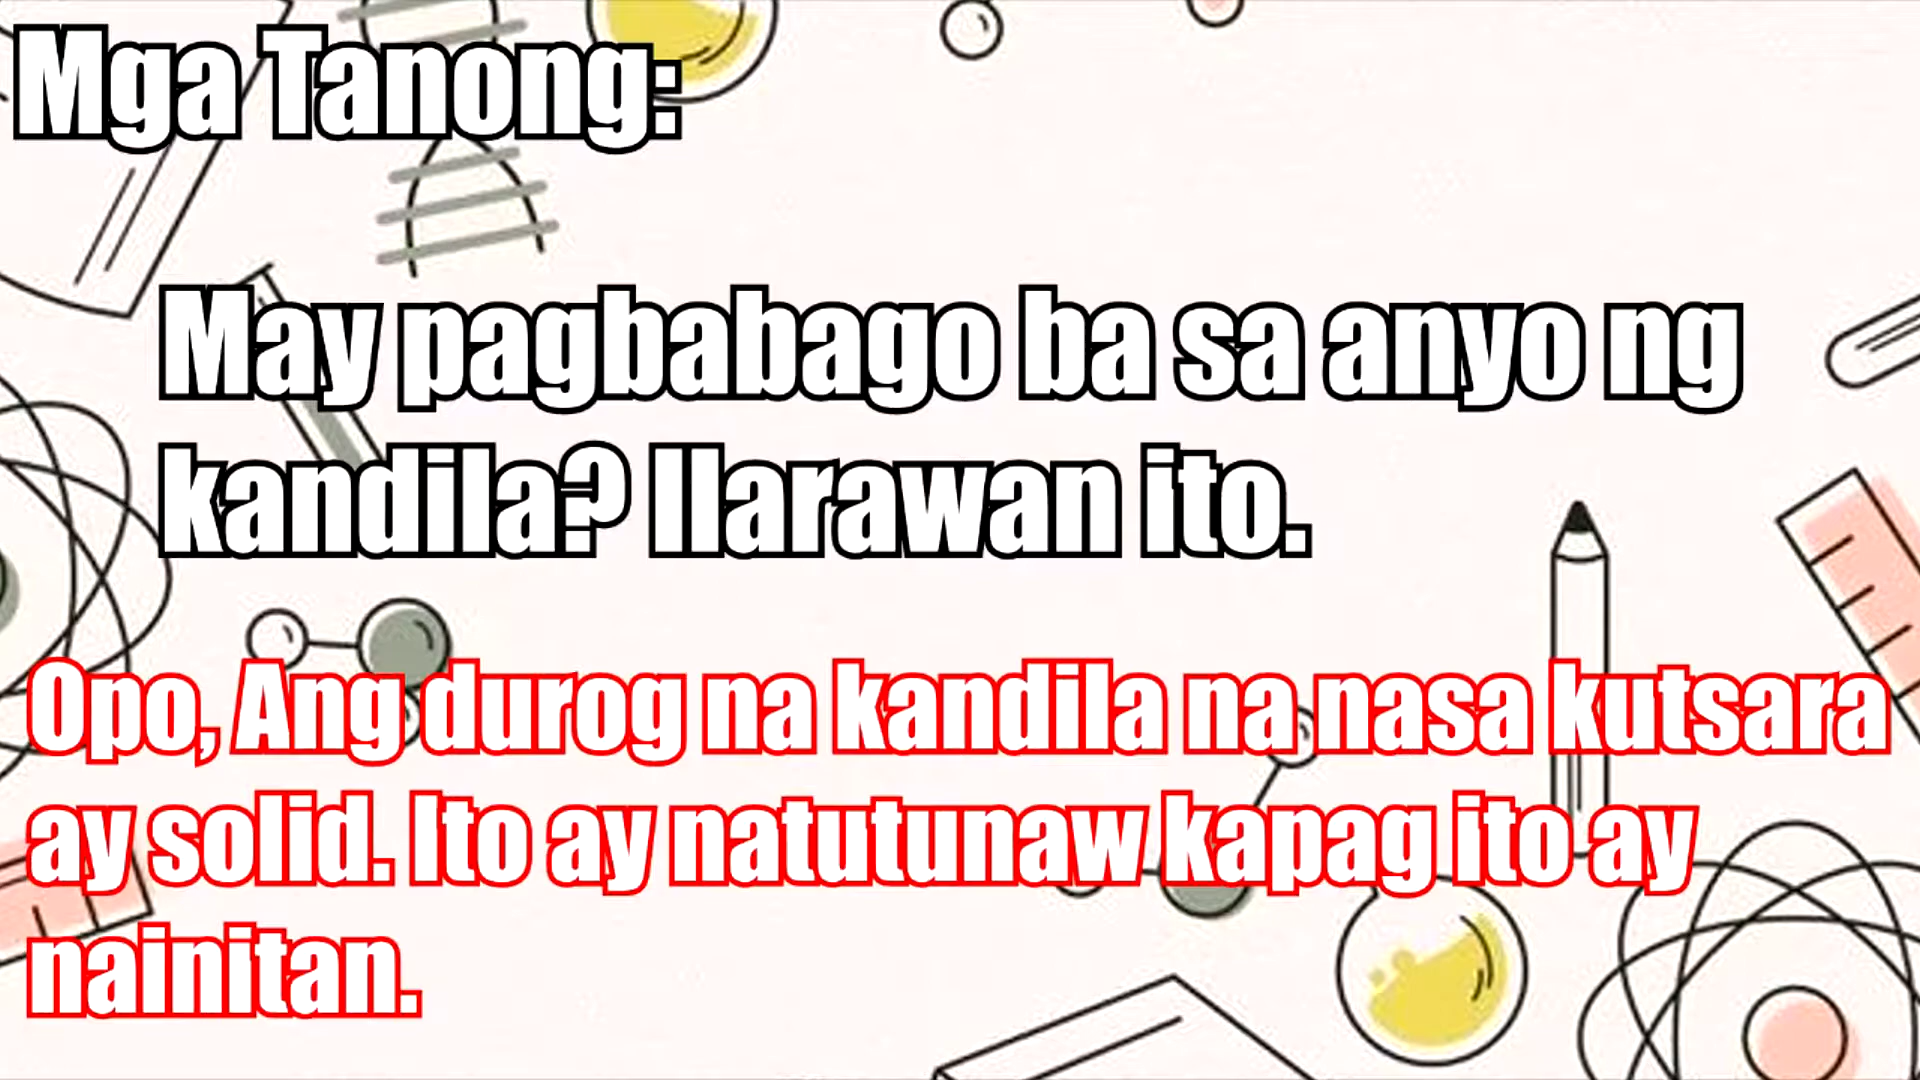 Mga Tanong:
May pagbabago ba sa anyo ng
kandila? Ilarawan ito.
Opo, Ang durog na kandila na nasa kutsara
ay solid. Ito ay natutunaw kapag ito ay
nainitan.